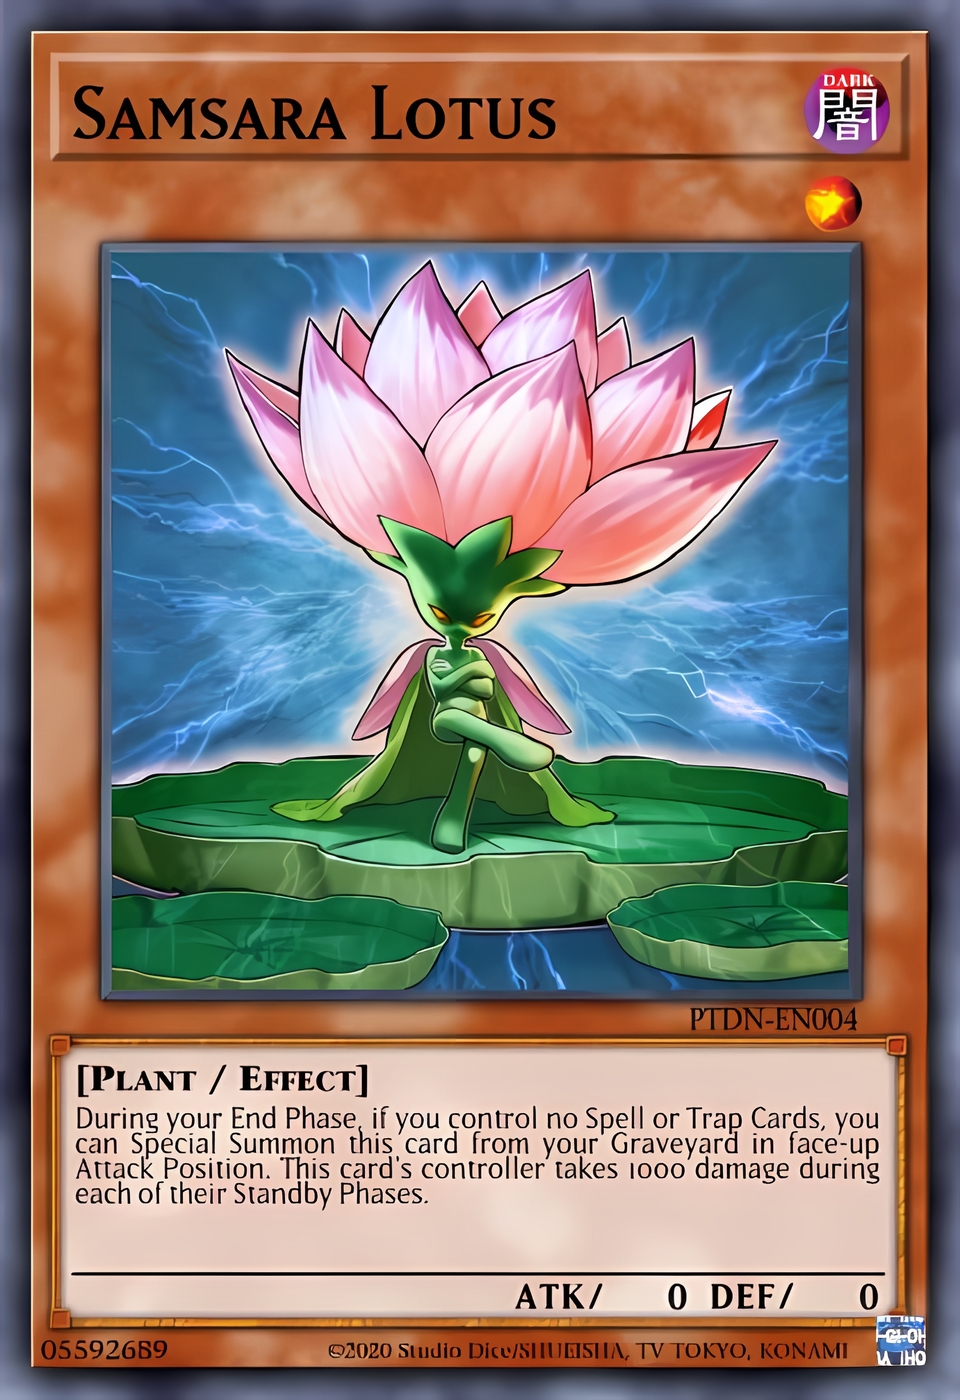 Samsara Lotus
DARK
闇
PTDN-EN004
[Plant / Effect]
During your End Phase, if you control no Spell or Trap Cards, you
can Special Summon this card from your Graveyard in face-up
Attack Position. This card's controller takes 1000 damage during
each of their Standby Phases.
ATK/ 0 DEF/ 0
05592689
©2020 Studio Dice/SHUEISHA, TV TOKYO, KONAMI